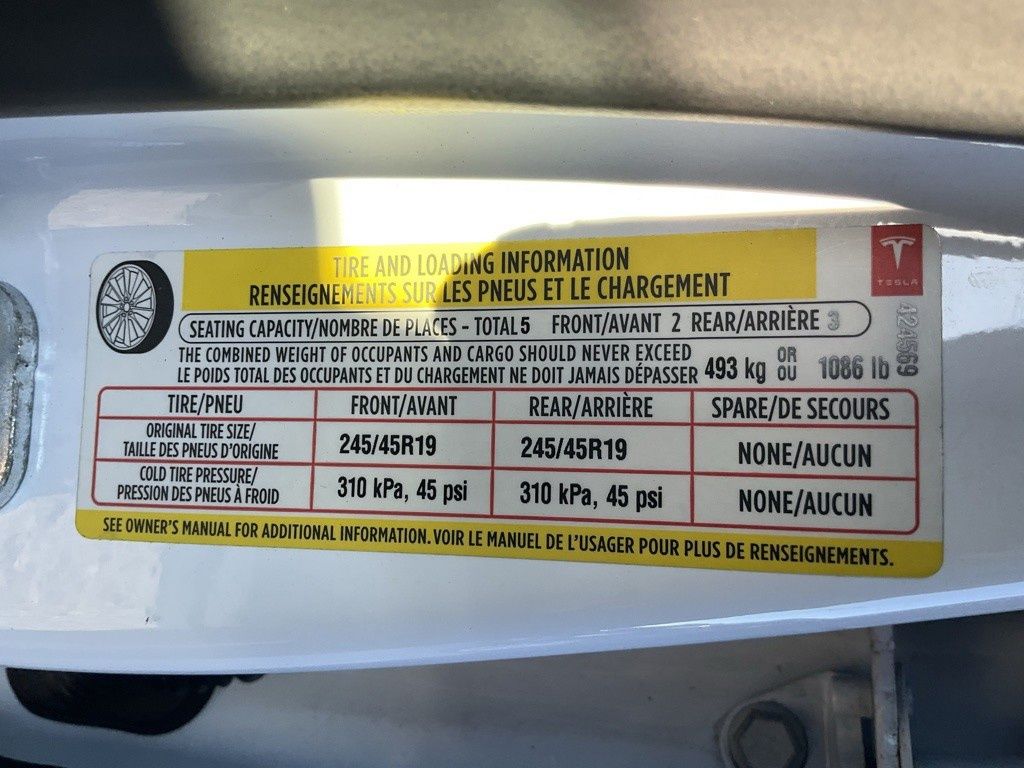 TIRE AND LOADING INFORMATION
RENSEIGNEMENTS SUR LES PNEUS ET LE CHARGEMENT
TESLA
SEATING CAPACITY/NOMBRE DE PLACES - TOTAL 5 FRONT/AVANT 2 REAR/ARRIÈRE 3
424569
THE COMBINED WEIGHT OF OCCUPANTS AND CARGO SHOULD NEVER EXCEED
LE POIDS TOTAL DES OCCUPANTS ET DU CHARGEMENT NE DOIT JAMAIS DÉPASSER 493 kg OR OU 1086 lb
TIRE/PNEU FRONT/AVANT REAR/ARRIÈRE SPARE/DE SECOURS
ORIGINAL TIRE SIZE/
TAILLE DES PNEUS D'ORIGINE 245/45R19 245/45R19 NONE/AUCUN
COLD TIRE PRESSURE/
PRESSION DES PNEUS À FROID 310 kPa, 45 psi 310 kPa, 45 psi NONE/AUCUN
SEE OWNER'S MANUAL FOR ADDITIONAL INFORMATION. VOIR LE MANUEL DE L'USAGER POUR PLUS DE RENSEIGNEMENTS.